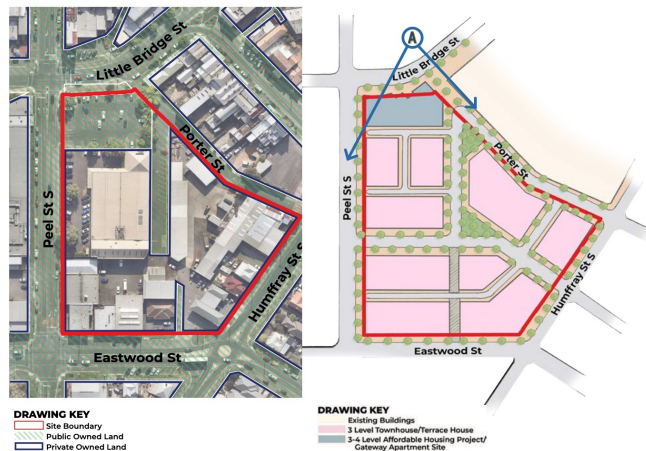 Little Bridge St
Porter St
Peel St S
Humffray St S
Eastwood St
DRAWING KEY
Site Boundary
Public Owned Land
Private Owned Land
A
Little Bridge St
Porter St
Peel St S
Humffray St S
Eastwood St
DRAWING KEY
Existing Buildings
3 Level Townhouse/Terrace House
3-4 Level Affordable Housing Project/
Gateway Apartment Site